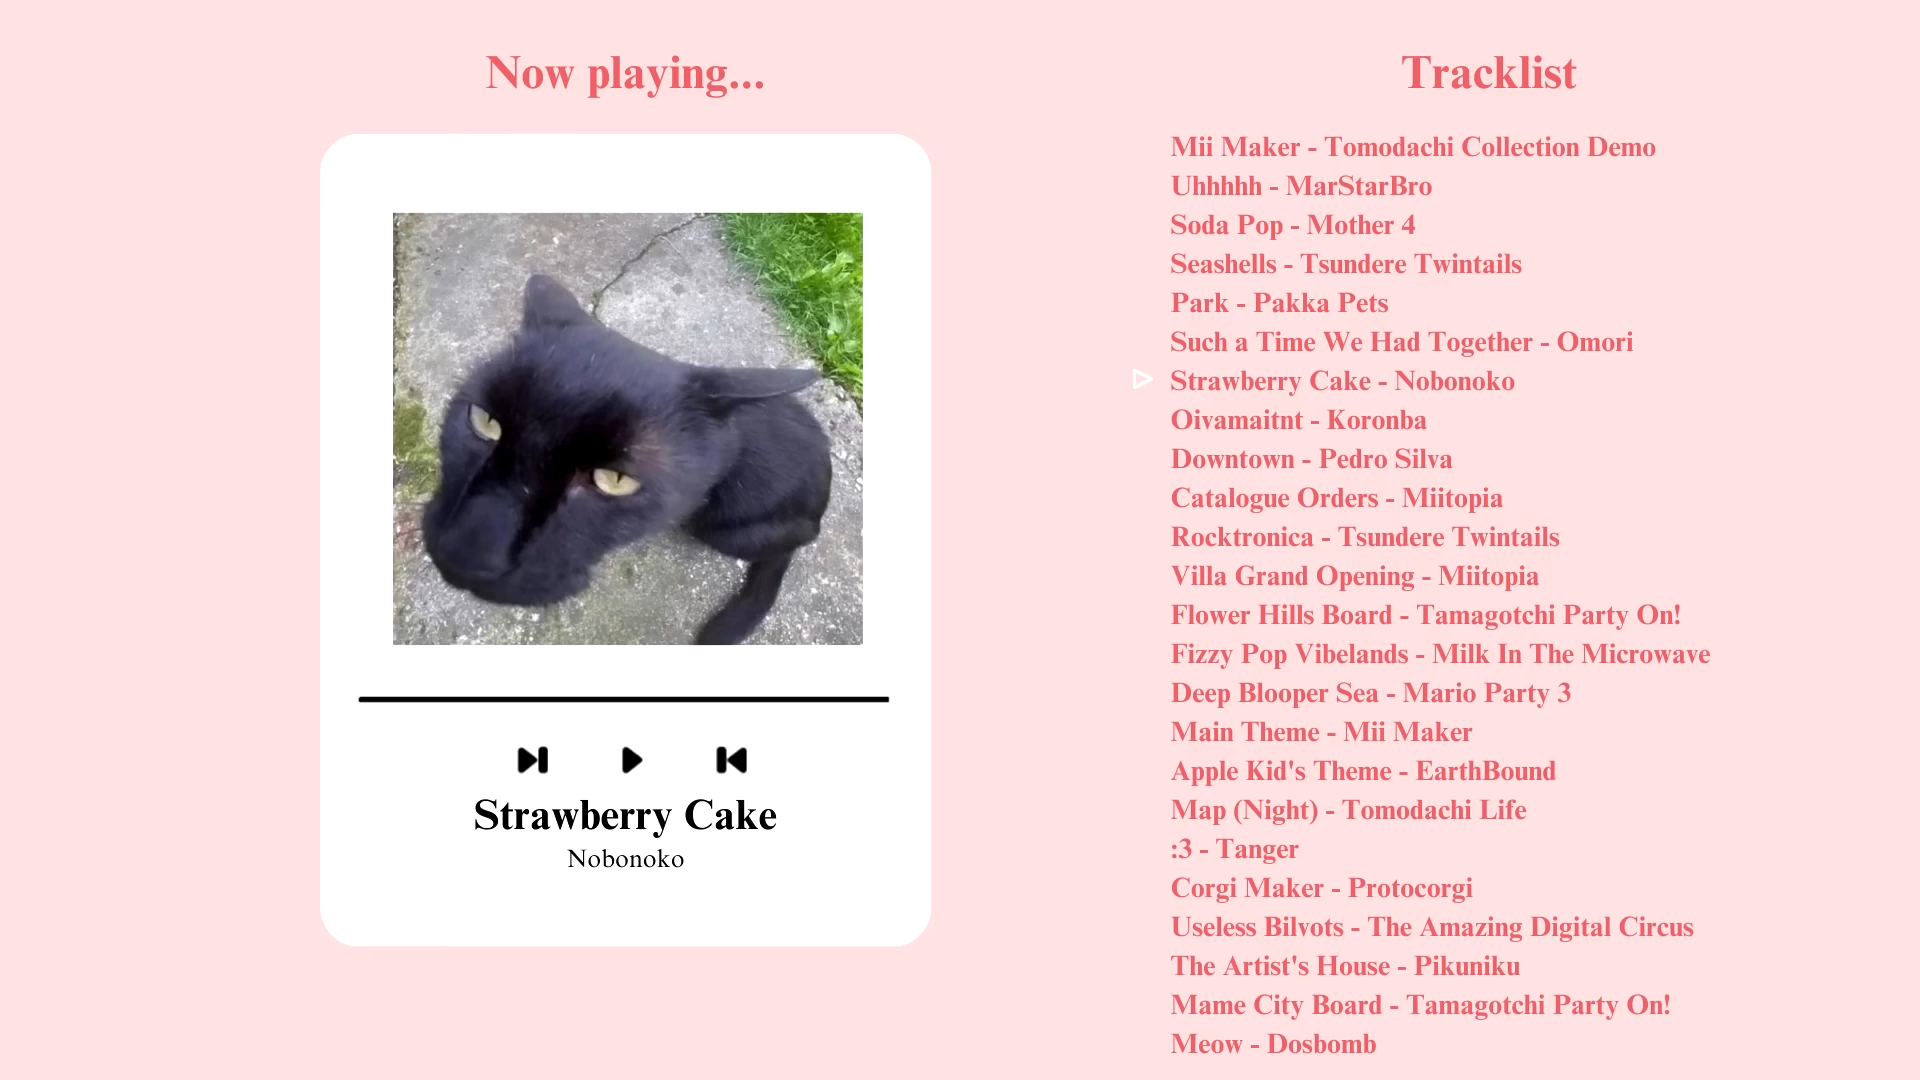 Now playing...
Strawberry Cake
Nobonoko
Tracklist
Mii Maker - Tomodachi Collection Demo
Uhhhhh - MarStarBro
Soda Pop - Mother 4
Seashells - Tsundere Twintails
Park - Pakka Pets
Such a Time We Had Together - Omori
Strawberry Cake - Nobonoko
Oivamaitnt - Koronba
Downtown - Pedro Silva
Catalogue Orders - Miitopia
Rocktronica - Tsundere Twintails
Villa Grand Opening - Miitopia
Flower Hills Board - Tamagotchi Party On!
Fizzy Pop Vibelands - Milk In The Microwave
Deep Blooper Sea - Mario Party 3
Main Theme - Mii Maker
Apple Kid's Theme - EarthBound
Map (Night) - Tomodachi Life
:3 - Tanger
Corgi Maker - Protocorgi
Useless Bilvots - The Amazing Digital Circus
The Artist's House - Pikuniku
Mame City Board - Tamagotchi Party On!
Meow - Dosbomb